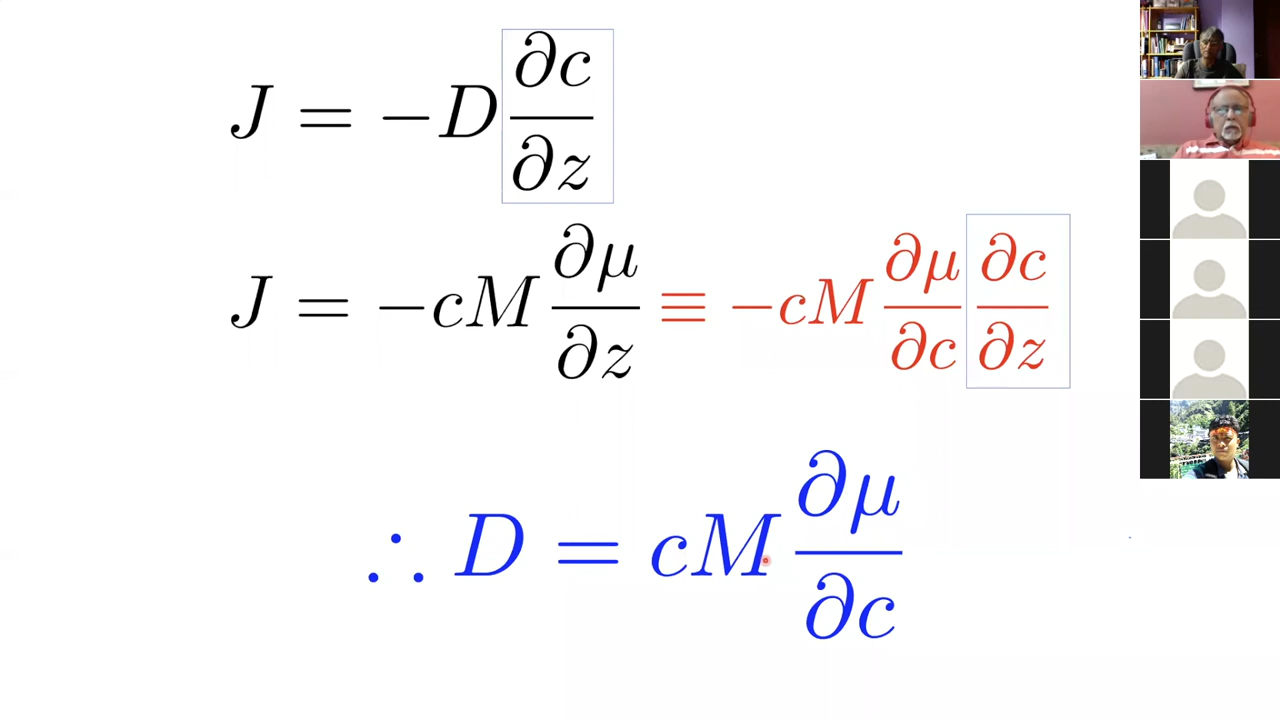 J = −D ∂c/∂z
J = −cM ∂μ/∂z ≡ −cM ∂μ/∂c ∂c/∂z
∴ D = cM ∂μ/∂c